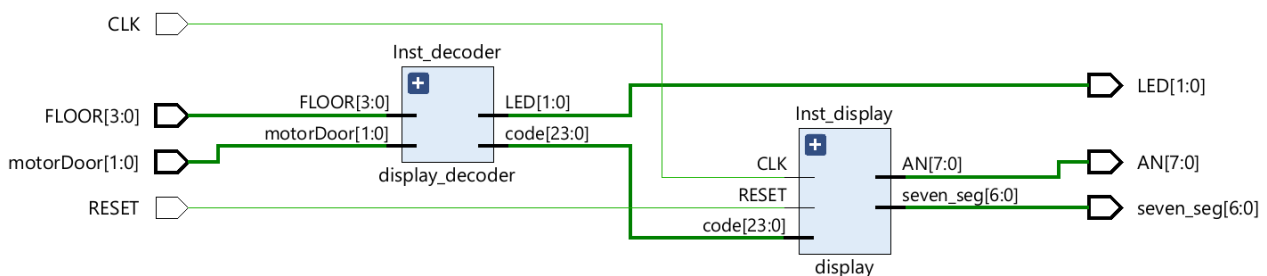 CLK
FLOOR[3:0]
motorDoor[1:0]
RESET
Inst_decoder
FLOOR[3:0]
motorDoor[1:0]
LED[1:0]
code[23:0]
display_decoder
Inst_display
CLK
RESET
code[23:0]
AN[7:0]
seven_seg[6:0]
display
LED[1:0]
AN[7:0]
seven_seg[6:0]